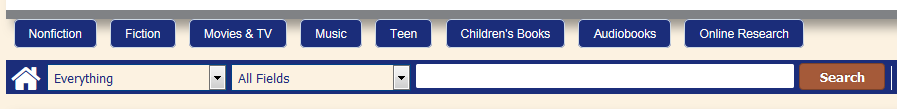 Nonfiction Fiction Movies & TV Music Teen Children's Books Audiobooks Online Research
Everything All Fields Search